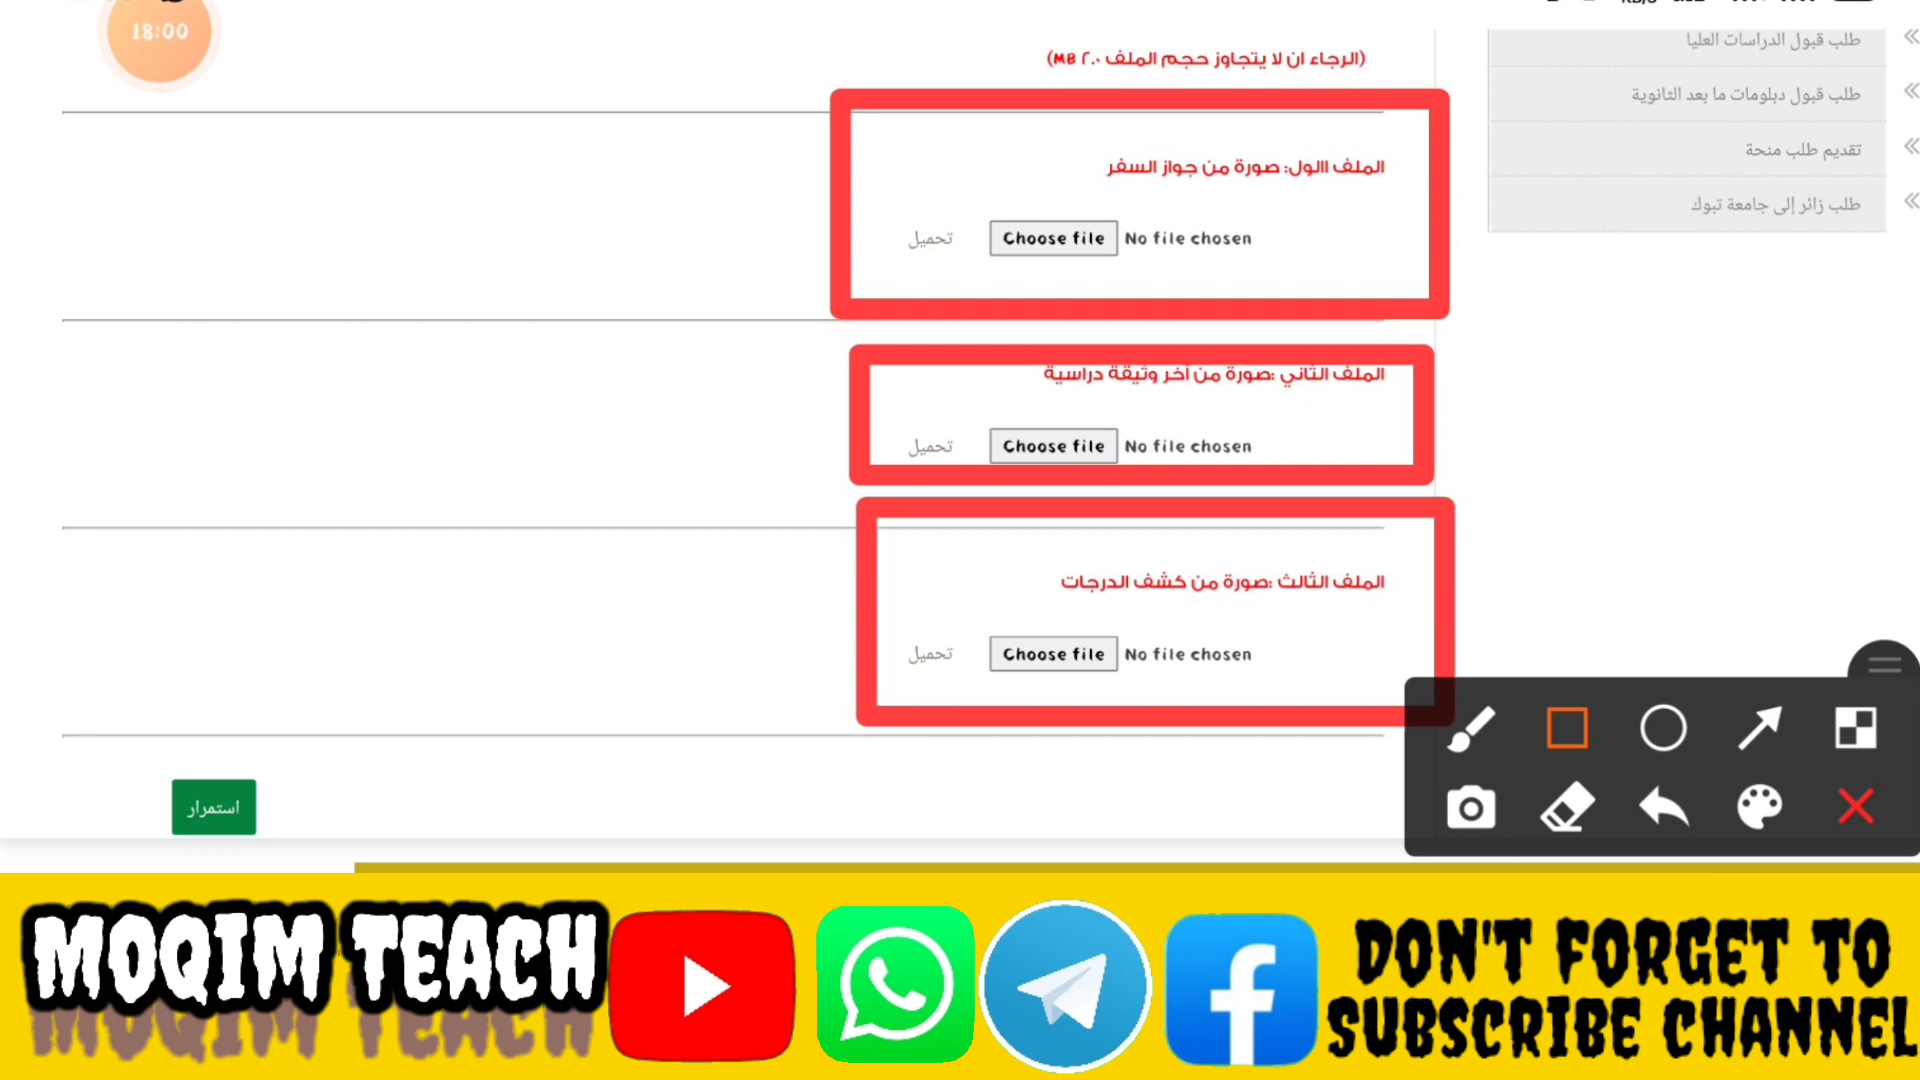 18:00
(الرجاء ان لا يتجاوز حجم الملف ٢.٠ MB)
طلب قبول الدراسات العليا
طلب قبول دبلومات ما بعد الثانوية
تقديم طلب منحة
طلب زائر إلى جامعة تبوك
الملف االول: صورة من جواز السفر
Choose file No file chosen تحميل
الملف الثاني :صورة من أخر وثيقة دراسية
Choose file No file chosen تحميل
الملف الثالث :صورة من كشف الدرجات
Choose file No file chosen تحميل
استمرار
MOQIM TEACH
DON'T FORGET TO
SUBSCRIBE CHANNEL